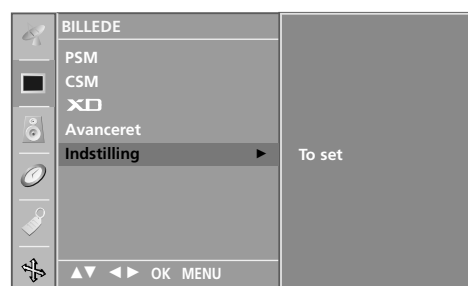 BILLEDE
PSM
CSM
XD
Avanceret
Indstilling ► To set
▲▼ ◄► OK MENU